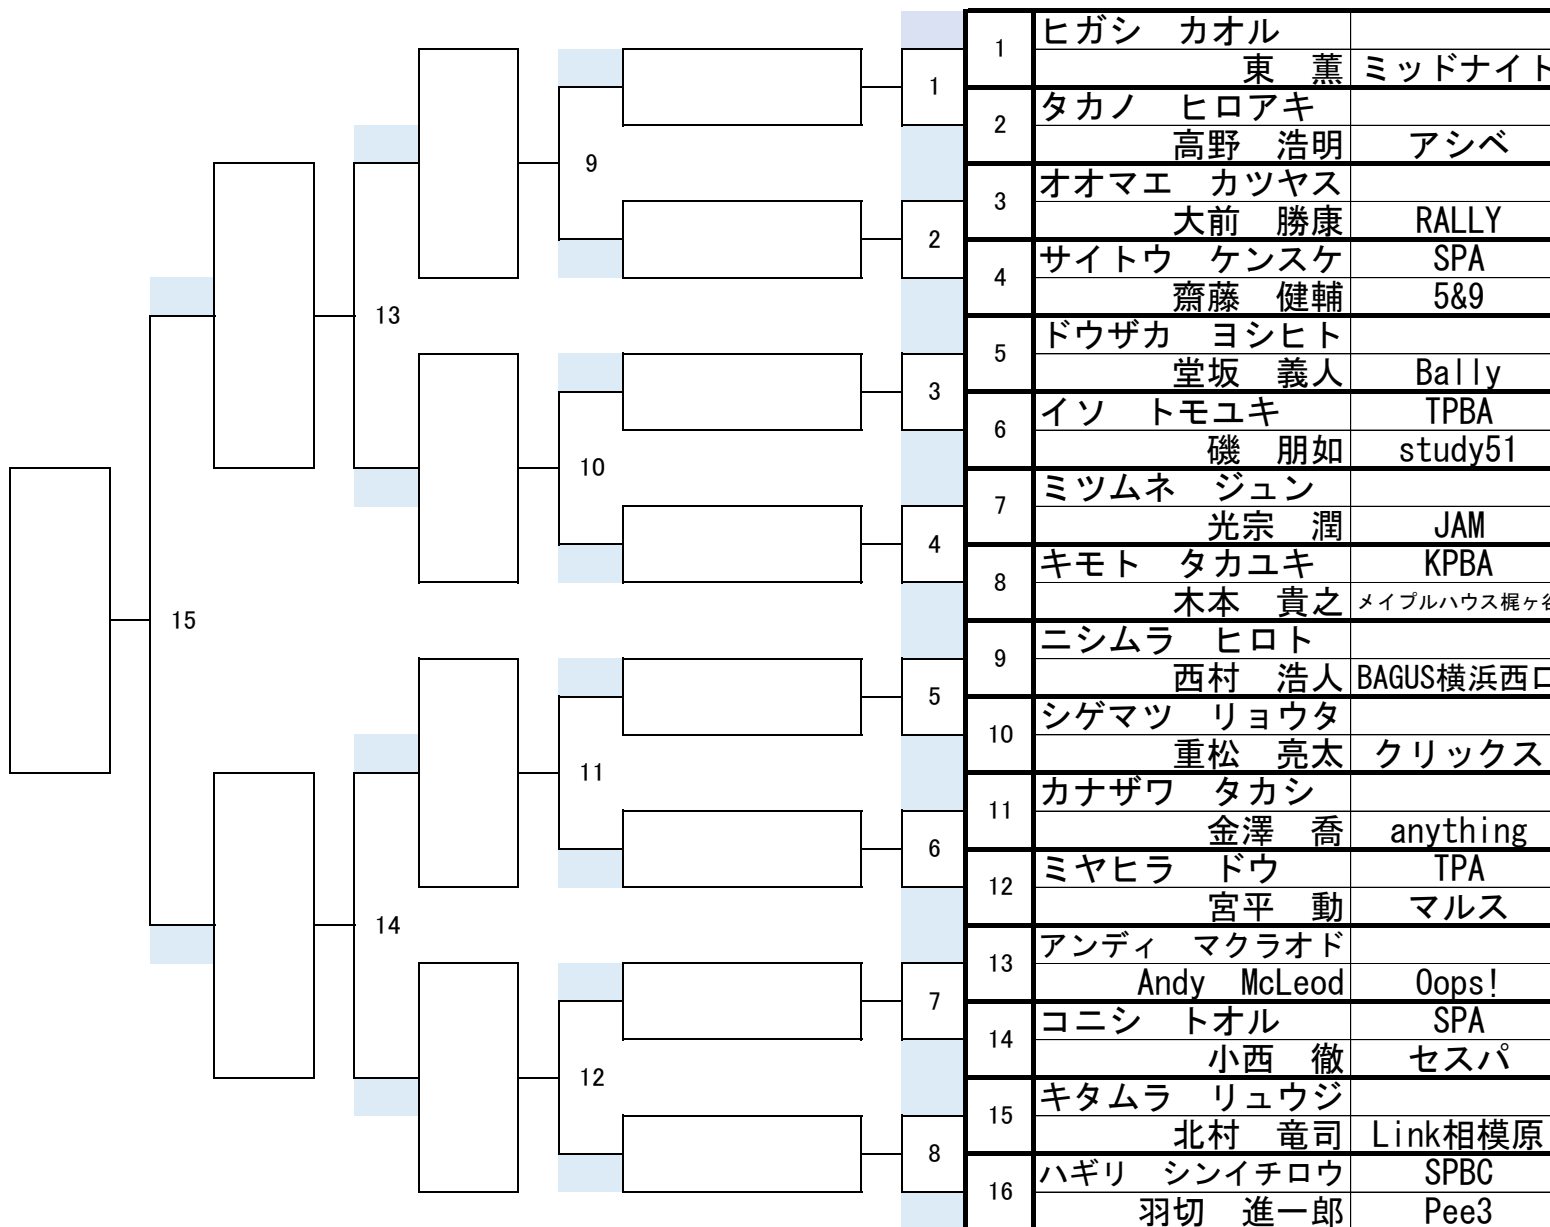 1 ヒガシ　カオル
東　薫 ミッドナイト
2 タカノ　ヒロアキ
高野　浩明 アシベ
3 オオマエ　カツヤス
大前　勝康 RALLY
4 サイトウ　ケンスケ SPA
齋藤　健輔 5&9
5 ドウザカ　ヨシヒト
堂坂　義人 Bally
6 イソ　トモユキ TPBA
磯　朋如 study51
7 ミツムネ　ジュン
光宗　潤 JAM
8 キモト　タカユキ KPBA
木本　貴之 メイプルハウス梶ヶ谷
9 ニシムラ　ヒロト
西村　浩人 BAGUS横浜西口
10 シゲマツ　リョウタ
重松　亮太 クリックス
11 カナザワ　タカシ
金澤　喬 anything
12 ミヤヒラ　ドウ TPA
宮平　動 マルス
13 アンディ　マクラオド
Andy　McLeod Oops!
14 コニシ　トオル SPA
小西　徹 セスパ
15 キタムラ　リュウジ
北村　竜司 Link相模原
16 ハギリ　シンイチロウ SPBC
羽切　進一郎 Pee3
1
2
3
4
5
6
7
8
9
10
11
12
13
14
15